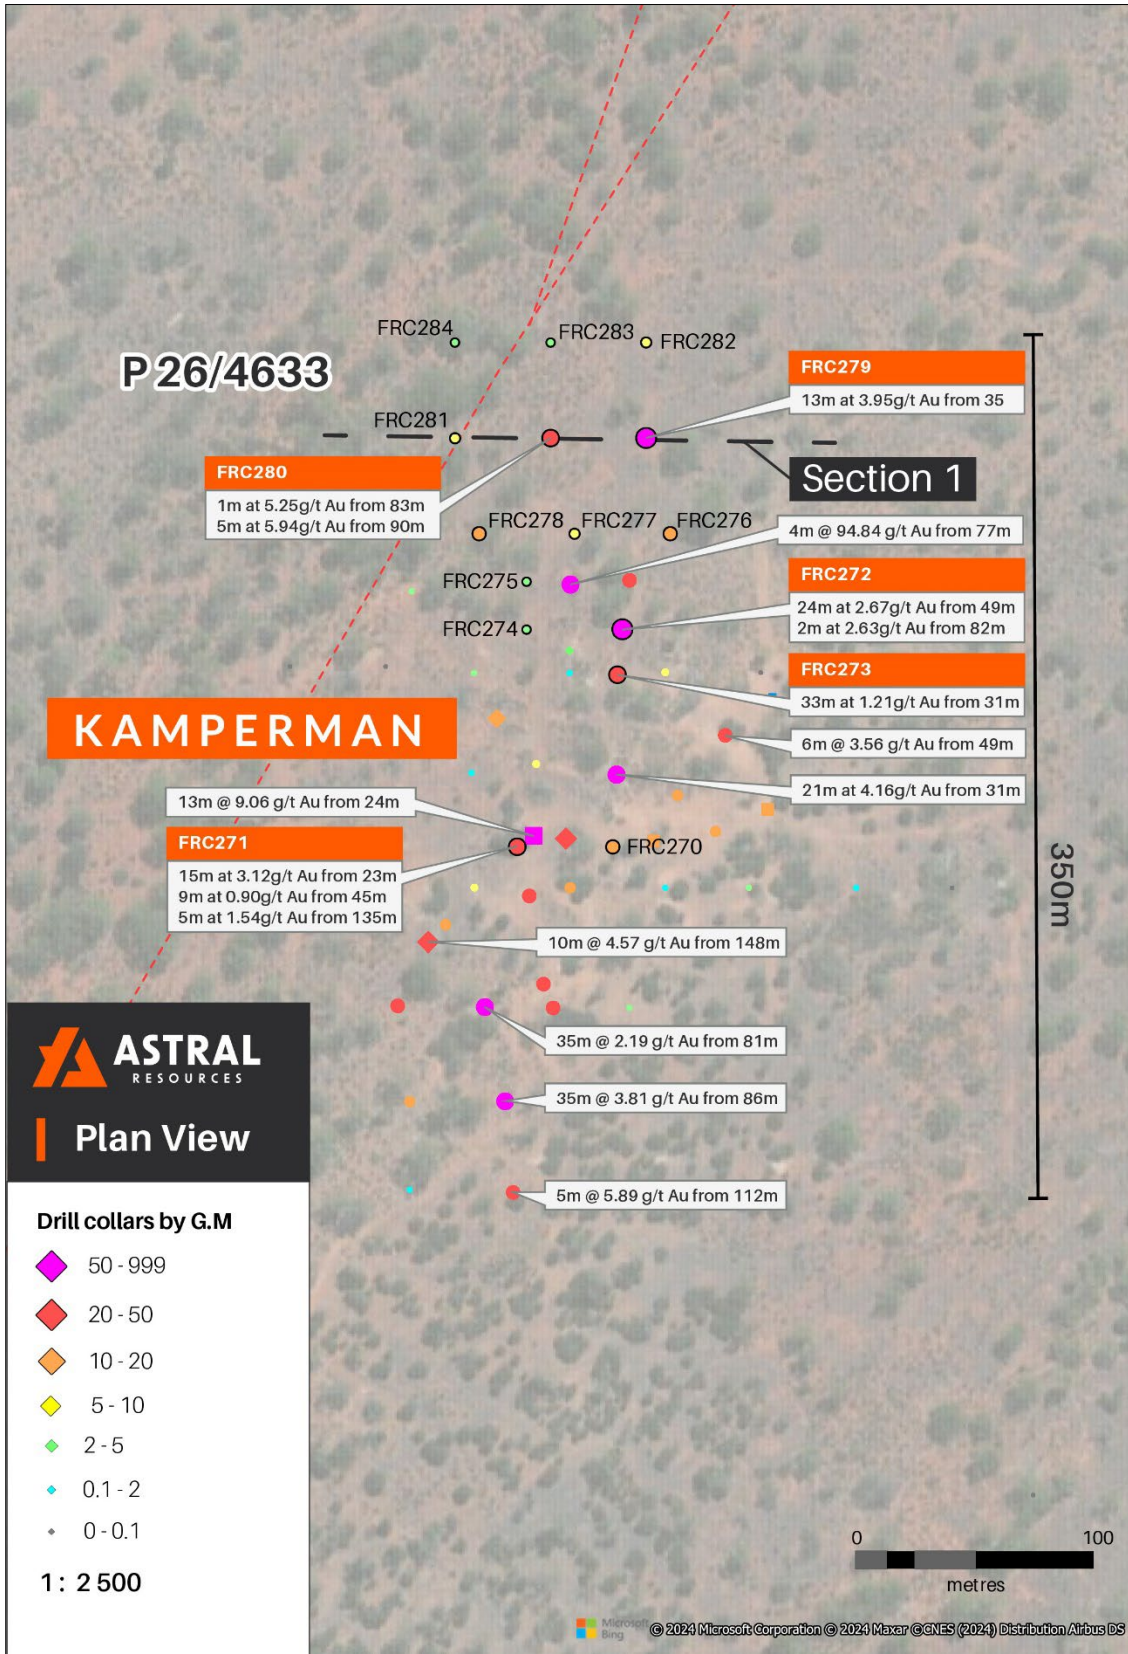 FRC284
FRC283
FRC282
P 26/4633
FRC279
13m at 3.95g/t Au from 35
FRC281
Section 1
FRC280
1m at 5.25g/t Au from 83m
5m at 5.94g/t Au from 90m
FRC278
FRC277
FRC276
4m @ 94.84 g/t Au from 77m
FRC275
FRC272
24m at 2.67g/t Au from 49m
2m at 2.63g/t Au from 82m
FRC274
FRC273
33m at 1.21g/t Au from 31m
KAMPERMAN
6m @ 3.56 g/t Au from 49m
21m at 4.16g/t Au from 31m
13m @ 9.06 g/t Au from 24m
FRC271
15m at 3.12g/t Au from 23m
9m at 0.90g/t Au from 45m
5m at 1.54g/t Au from 135m
FRC270
350m
10m @ 4.57 g/t Au from 148m
35m @ 2.19 g/t Au from 81m
35m @ 3.81 g/t Au from 86m
5m @ 5.89 g/t Au from 112m
ASTRAL
RESOURCES
Plan View
Drill collars by G.M
50 - 999
20 - 50
10 - 20
5 - 10
2 - 5
0.1 - 2
0 - 0.1
1 : 2 500
0 100
metres
Microsoft
Bing
© 2024 Microsoft Corporation © 2024 Maxar ©CNES (2024) Distribution Airbus DS